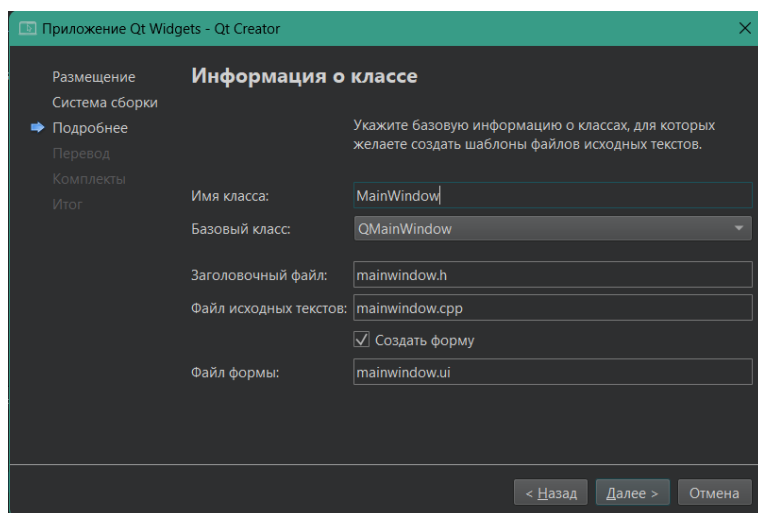 Приложение Qt Widgets - Qt Creator
Размещение
Система сборки
Подробнее
Перевод
Комплекты
Итог
Информация о классе
Укажите базовую информацию о классах, для которых
желаете создать шаблоны файлов исходных текстов.
Имя класса: MainWindow
Базовый класс: QMainWindow
Заголовочный файл: mainwindow.h
Файл исходных текстов: mainwindow.cpp
Создать форму
Файл формы: mainwindow.ui
< Назад Далее > Отмена